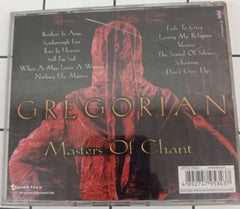 Brothers In Arms
Scarborough Fair
Tears In Heaven
Still I'm Sad
When A Man Loves A Woman
Nothing Else Matters
Fade To Grey
Losing My Religion
Vienna
The Sound Of Silence
Sebastian
Don't Give Up
GREGORIAN
Masters Of Chant